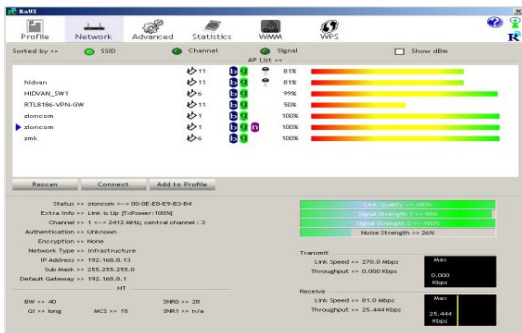 RaUI
Profile Network Advanced Statistics WMM WPS
Sorted by >> SSID Channel Signal Show dBm
AP List >>
11 b g 81%
hidvan 11 b g 81%
HIDVAN_SW1 6 b g 99%
RTL8186-VPN-GW 11 b g 50%
zioncom 1 b g 100%
zioncom 1 b g n 100%
zmk 6 b g 100%
Rescan Connect Add to Profile
Status >> zioncom <--> 00-0E-E8-E9-B3-B4
Extra Info >> Link is Up [TxPower:100%]
Channel >> 1 <--> 2412 MHz; central channel : 3
Authentication >> Unknown
Encryption >> None
Network Type >> Infrastructure
IP Address >> 192.168.0.13
Sub Mask >> 255.255.255.0
Default Gateway >> 192.168.0.1
HT
BW >> 40 SNR0 >> 28
GI >> long MCS >> 15 SNR1 >> n/a
Link Quality >> 100%
Signal Strength 1 >> 98%
Signal Strength 2 >> 100%
Noise Strength >> 26%
Transmit
Link Speed >> 270.0 Mbps
Throughput >> 0.000 Kbps
Max
0.000
Kbps
Receive
Link Speed >> 81.0 Mbps
Throughput >> 25.444 Kbps
Max
25.444
Kbps